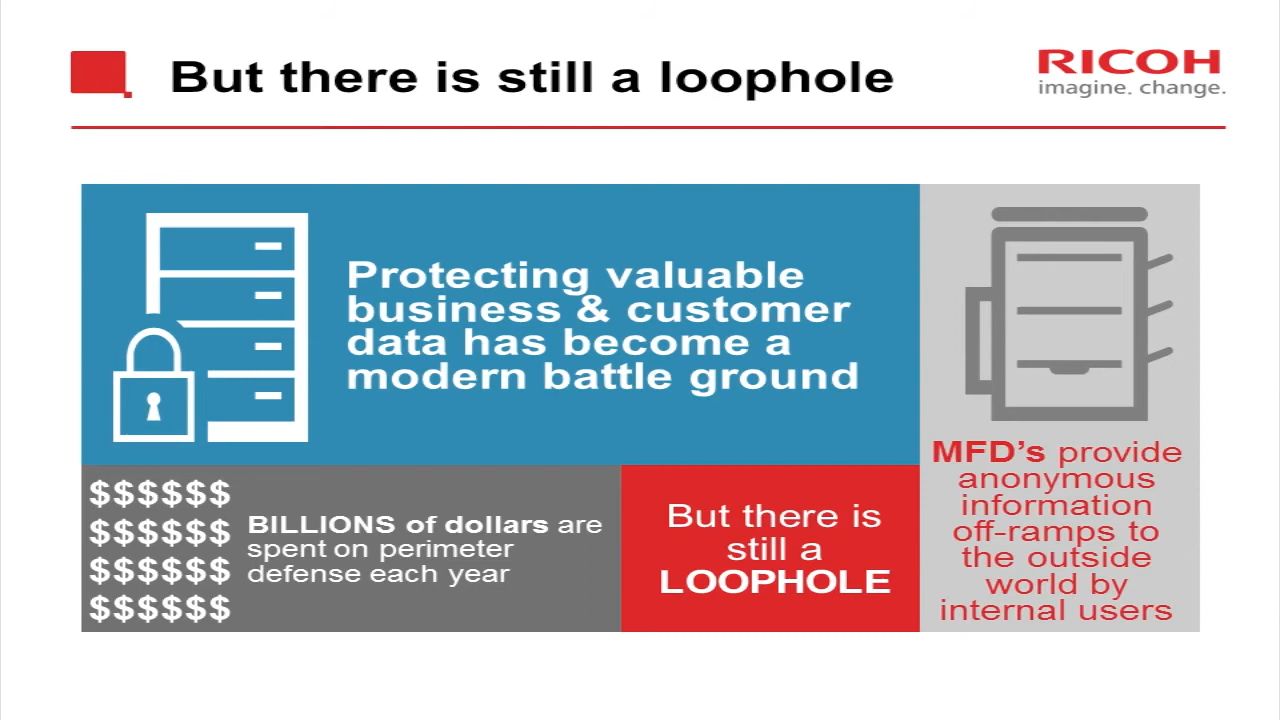 But there is still a loophole
RICOH
imagine. change.
Protecting valuable
business & customer
data has become a
modern battle ground
$$$$$$
$$$$$$
$$$$$$
$$$$$$
BILLIONS of dollars are
spent on perimeter
defense each year
But there is
still a
LOOPHOLE
MFD's provide
anonymous
information
off-ramps to
the outside
world by
internal users